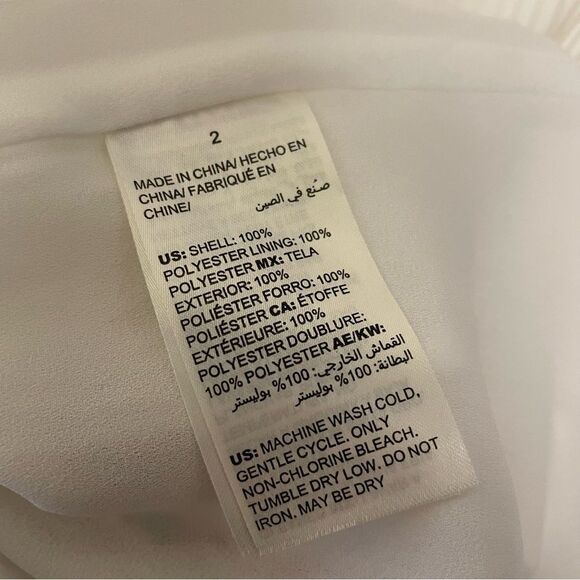 2
MADE IN CHINA/ HECHO EN
CHINA/ FABRIQUÉ EN
CHINE/
صُنع في الصين
US: SHELL: 100%
POLYESTER LINING: 100%
POLYESTER MX: TELA
EXTERIOR: 100%
POLIÉSTER FORRO: 100%
POLIÉSTER CA: ÉTOFFE
EXTÉRIEURE: 100%
POLYESTER DOUBLURE:
100% POLYESTER AE/KW:
القماش الخارجي: 100% بوليستر
البطانة: 100% بوليستر
US: MACHINE WASH COLD,
GENTLE CYCLE. ONLY
NON-CHLORINE BLEACH.
TUMBLE DRY LOW. DO NOT
IRON. MAY BE DRY